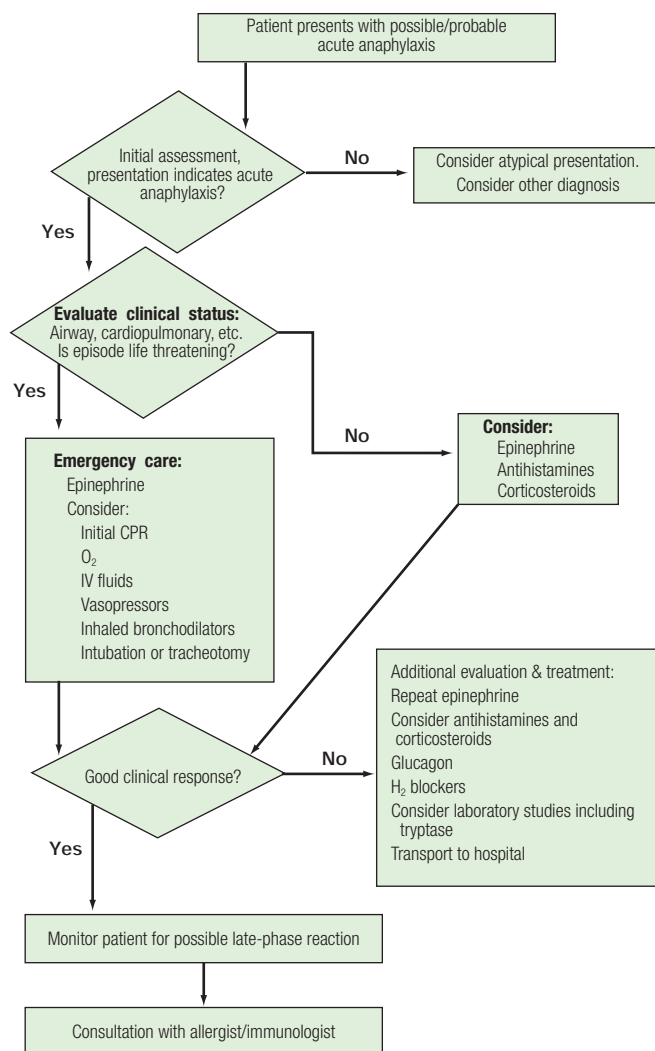 Patient presents with possible/probable
acute anaphylaxis
Initial assessment,
presentation indicates acute
anaphylaxis?
No
Consider atypical presentation.
Consider other diagnosis
Yes
Evaluate clinical status:
Airway, cardiopulmonary, etc.
Is episode life threatening?
Yes
No
Consider:
Epinephrine
Antihistamines
Corticosteroids
Emergency care:
Epinephrine
Consider:
Initial CPR
O₂
IV fluids
Vasopressors
Inhaled bronchodilators
Intubation or tracheotomy
Good clinical response?
No
Additional evaluation & treatment:
Repeat epinephrine
Consider antihistamines and
corticosteroids
Glucagon
H₂ blockers
Consider laboratory studies including
tryptase
Transport to hospital
Yes
Monitor patient for possible late-phase reaction
Consultation with allergist/immunologist